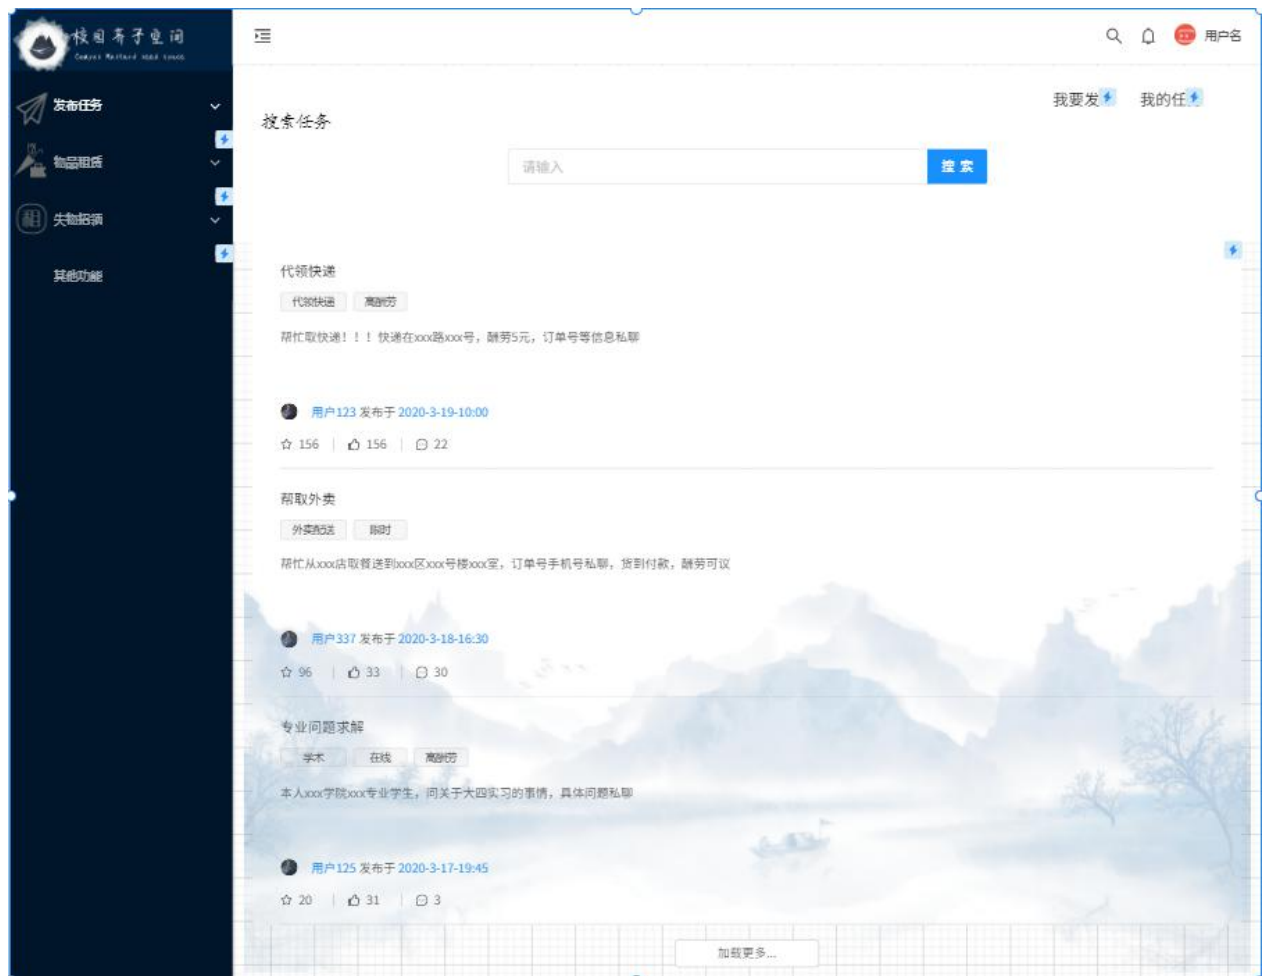 校园芥子空间
Campus Mustard seed space
用户名
发布任务
物品租赁
失物招领
其他功能
我要发
我的任
搜索任务
请输入
搜 索
代领快递
代领快递 高酬劳
帮忙取快递！！！快递在xxx路xxx号，酬劳5元，订单号等信息私聊
用户123 发布于 2020-3-19-10:00
156 156 22
帮取外卖
外卖配送 限时
帮忙从xxx店取餐送到xxx区xxx号楼xxx室，订单号手机号私聊，货到付款，酬劳可议
用户337 发布于 2020-3-18-16:30
96 33 30
专业问题求解
学术 在线 高酬劳
本人xxx学院xxx专业学生，问关于大四实习的事情，具体问题私聊
用户125 发布于 2020-3-17-19:45
20 31 3
加载更多...